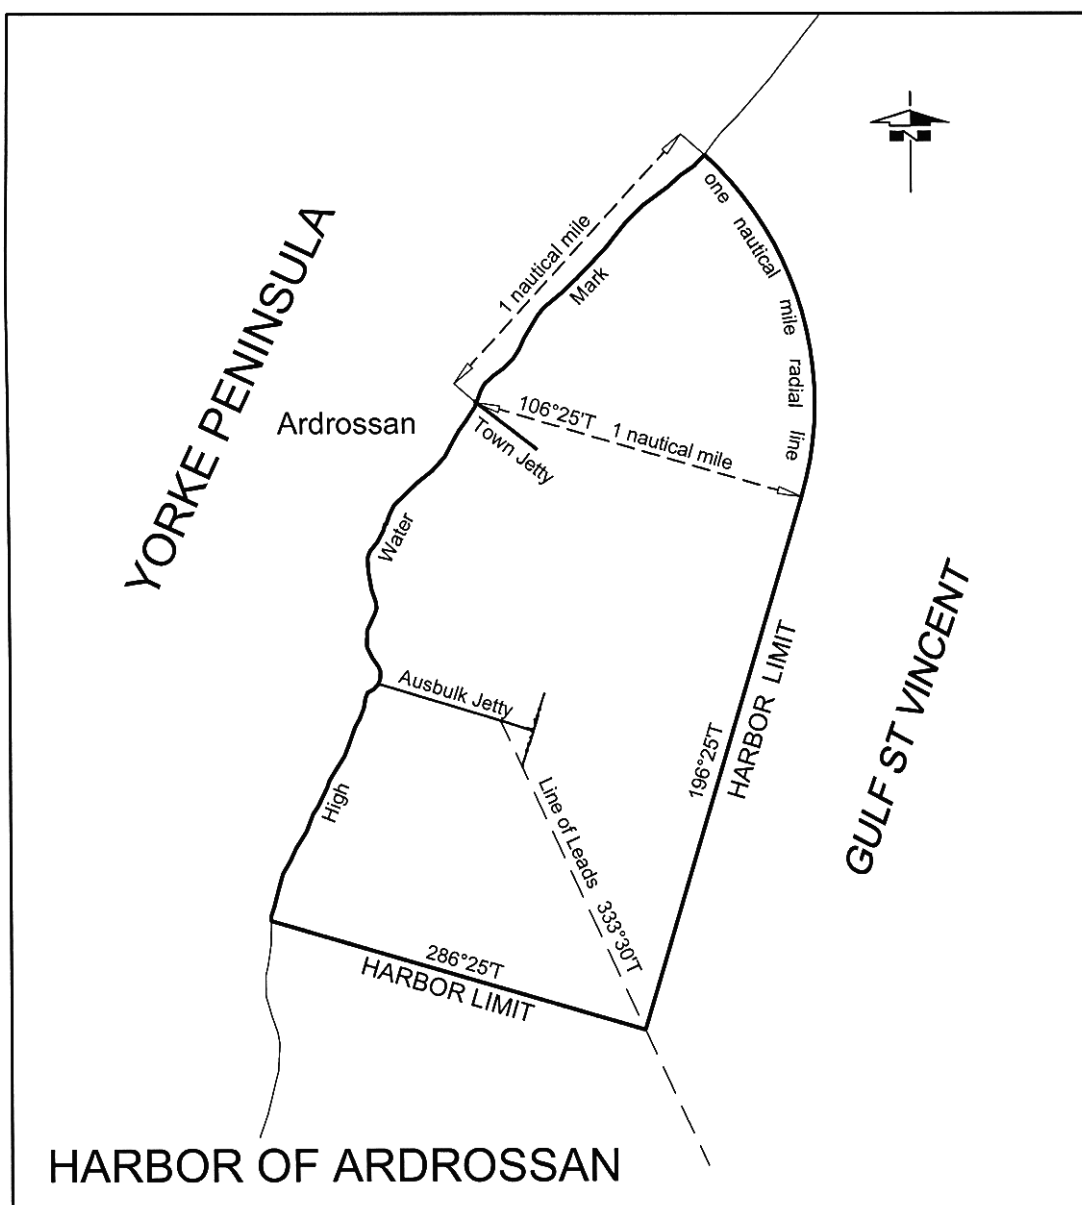 N
one nautical mile radial line
1 nautical mile
Mark
YORKE PENINSULA
Ardrossan
106°25'T 1 nautical mile
Town Jetty
Water
GULF ST VINCENT
HARBOR LIMIT
196°25'T
Ausbulk Jetty
High
Line of Leads 333°30'T
286°25'T
HARBOR LIMIT
HARBOR OF ARDROSSAN